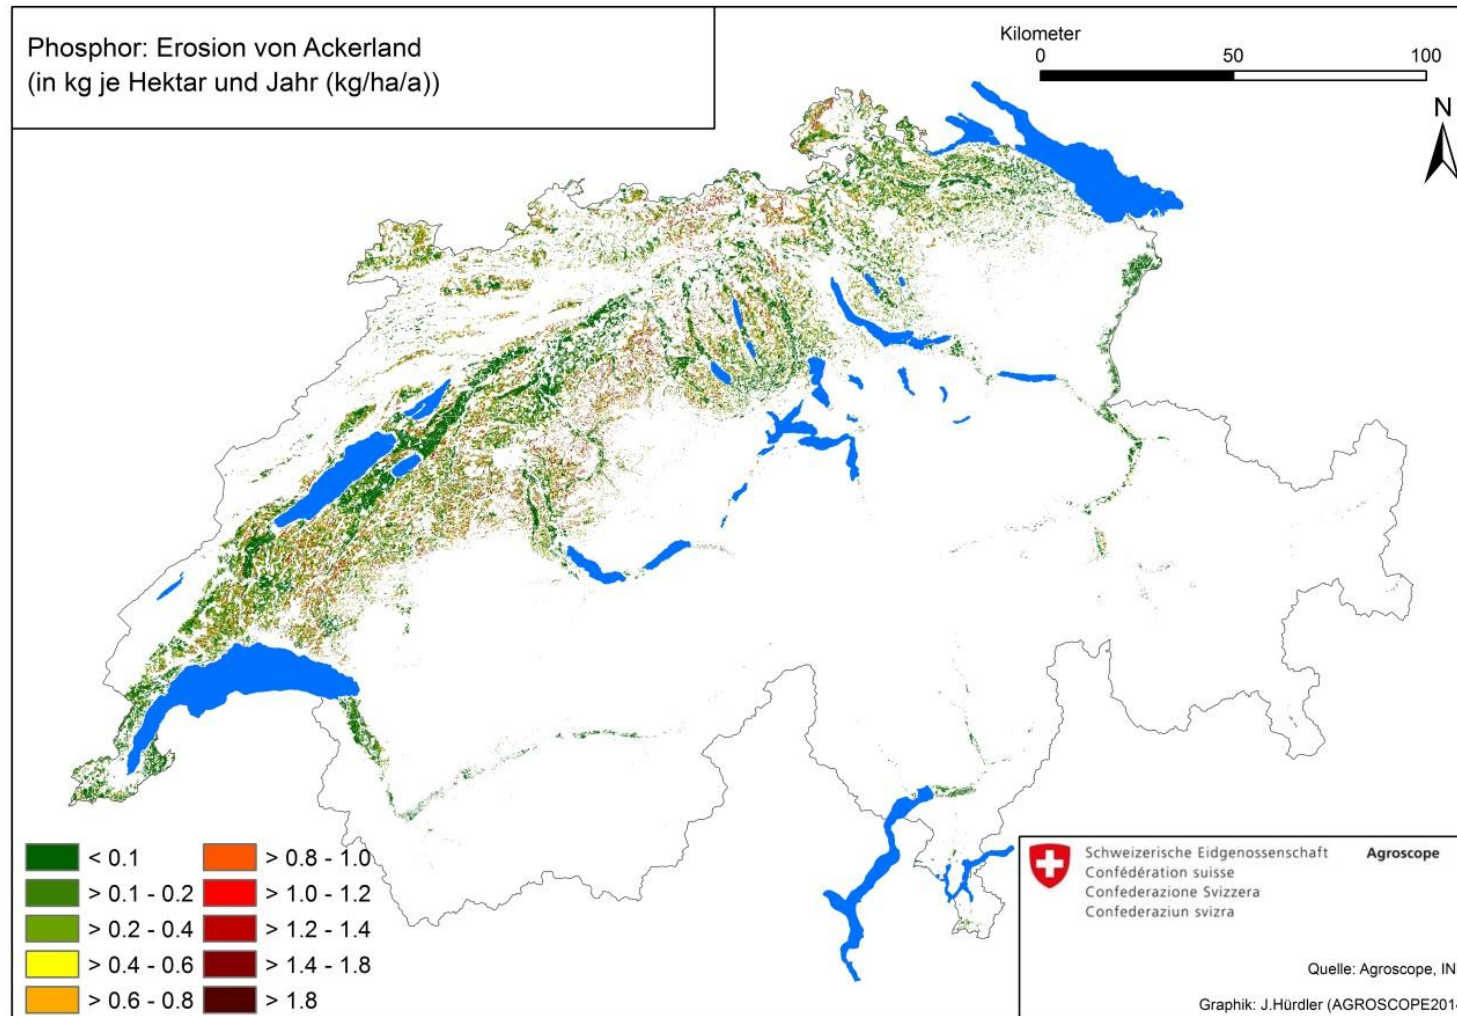 Phosphor: Erosion von Ackerland
(in kg je Hektar und Jahr (kg/ha/a))
Kilometer
0 50 100
N
< 0.1
> 0.1 - 0.2
> 0.2 - 0.4
> 0.4 - 0.6
> 0.6 - 0.8
> 0.8 - 1.0
> 1.0 - 1.2
> 1.2 - 1.4
> 1.4 - 1.8
> 1.8
Schweizerische Eidgenossenschaft
Confédération suisse
Confederazione Svizzera
Confederaziun svizra
Agroscope
Quelle: Agroscope, IN
Graphik: J.Hürdler (AGROSCOPE2014